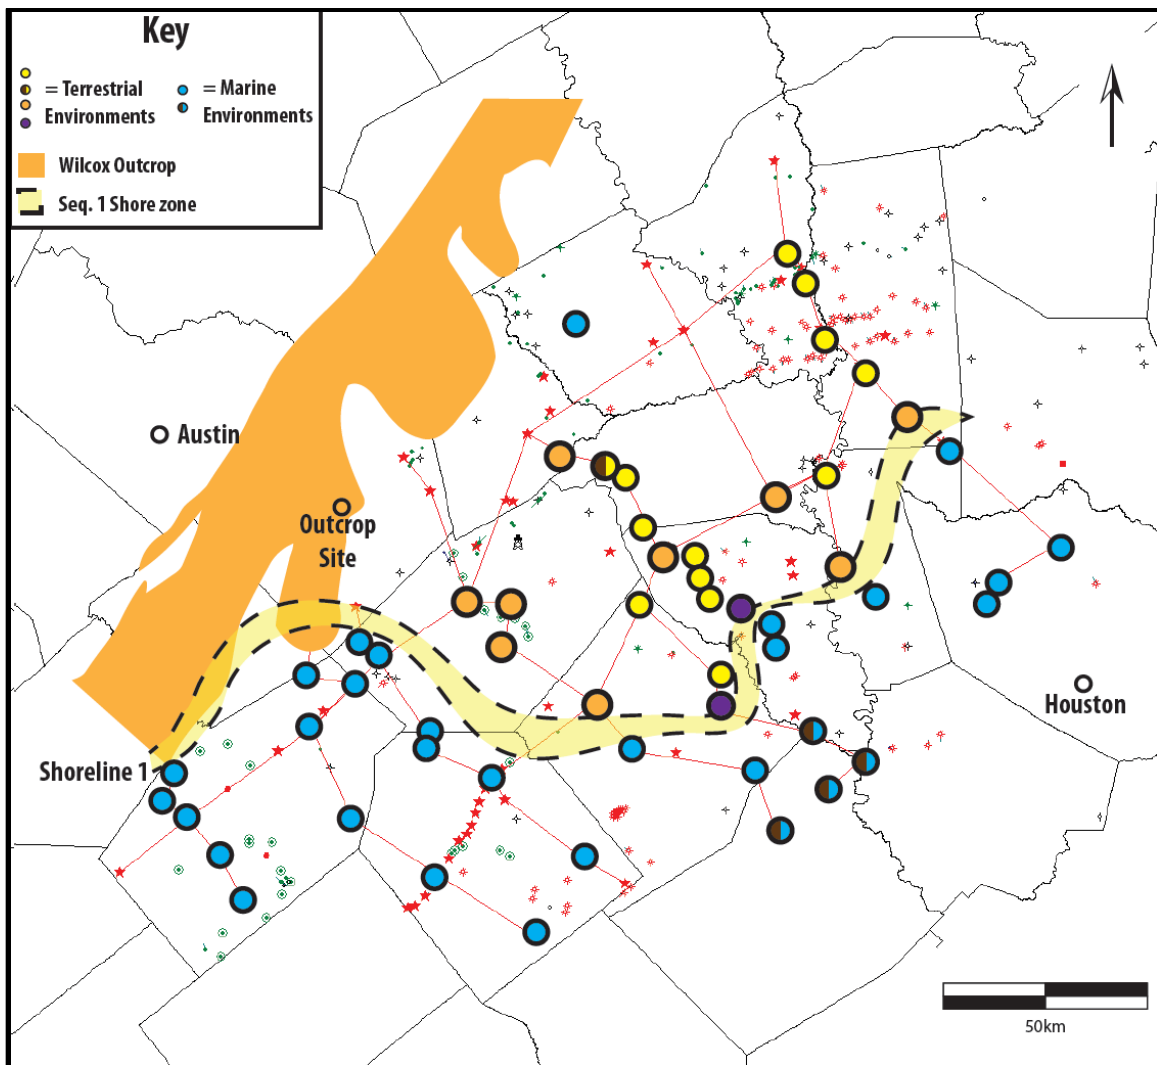 Key
= Terrestrial
Environments
= Marine
Environments
Wilcox Outcrop
Seq. 1 Shore zone
Austin
Outcrop
Site
Houston
Shoreline 1
50km